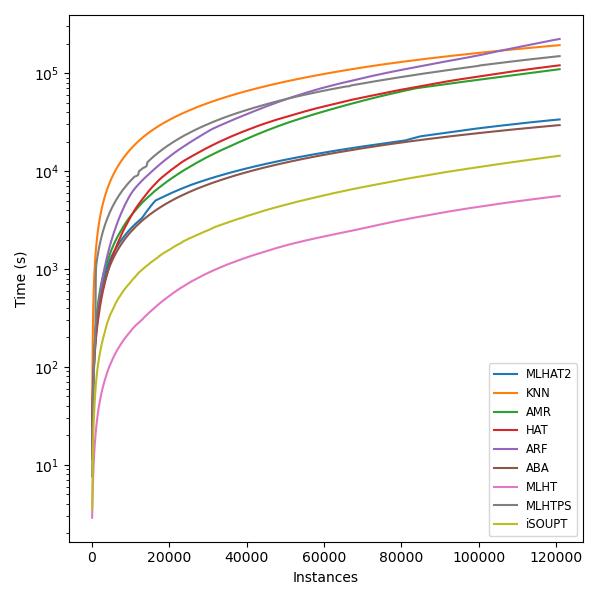 Time (s)
10^5
10^4
10^3
10^2
10^1
0 20000 40000 60000 80000 100000 120000
Instances
MLHAT2
KNN
AMR
HAT
ARF
ABA
MLHT
MLHTPS
iSOUPT